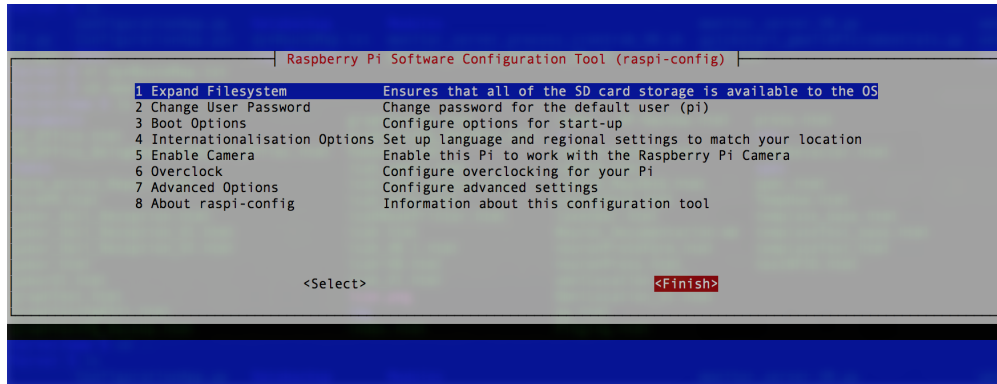 Raspberry Pi Software Configuration Tool (raspi-config)
1 Expand Filesystem Ensures that all of the SD card storage is available to the OS
2 Change User Password Change password for the default user (pi)
3 Boot Options Configure options for start-up
4 Internationalisation Options Set up language and regional settings to match your location
5 Enable Camera Enable this Pi to work with the Raspberry Pi Camera
6 Overclock Configure overclocking for your Pi
7 Advanced Options Configure advanced settings
8 About raspi-config Information about this configuration tool
<Select> <Finish>